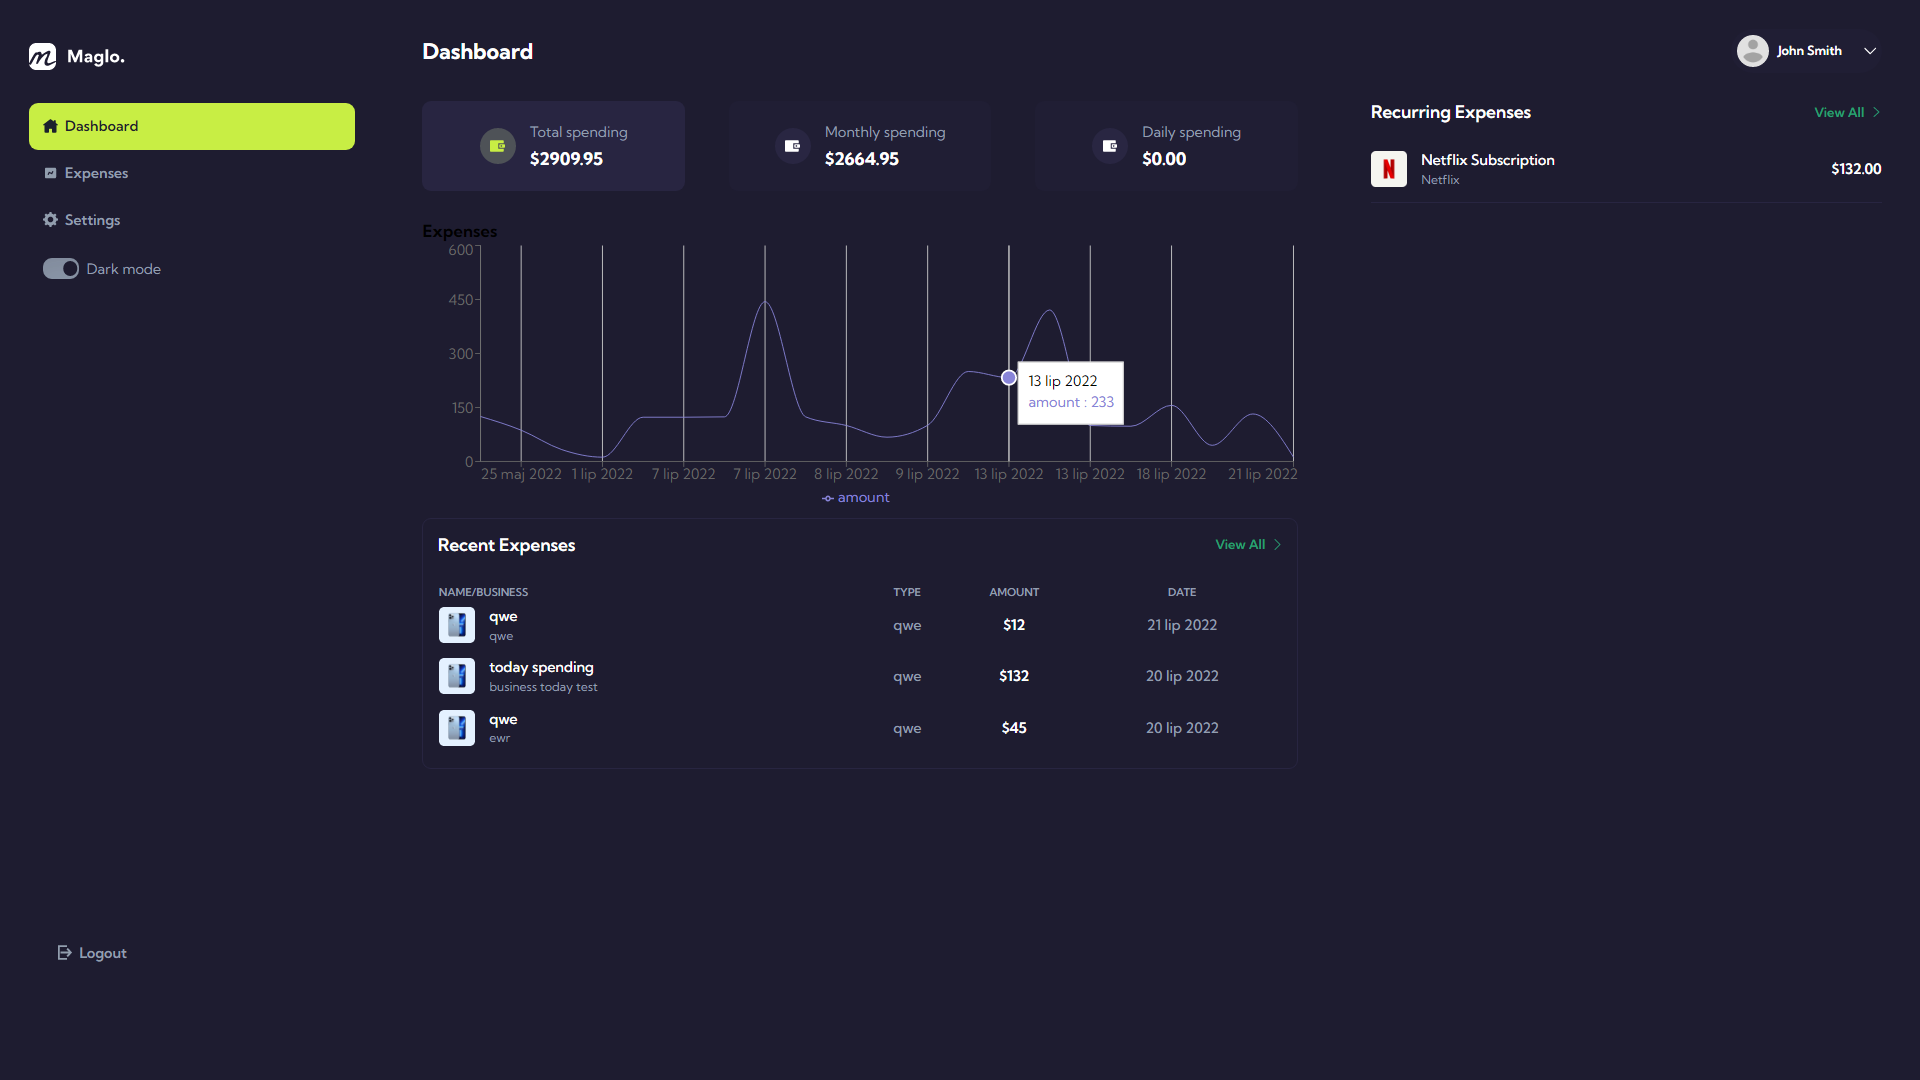 Maglo.
Dashboard
Expenses
Settings
Dark mode
Logout
Dashboard
John Smith
Total spending
$2909.95
Monthly spending
$2664.95
Daily spending
$0.00
Expenses
600
450
300
150
0
25 maj 2022 1 lip 2022 7 lip 2022 7 lip 2022 8 lip 2022 9 lip 2022 13 lip 2022 13 lip 2022 18 lip 2022 21 lip 2022
13 lip 2022
amount : 233
amount
Recent Expenses View All
NAME/BUSINESS TYPE AMOUNT DATE
qwe
qwe
qwe $12 21 lip 2022
today spending
business today test
qwe $132 20 lip 2022
qwe
ewr
qwe $45 20 lip 2022
Recurring Expenses View All
N
Netflix Subscription
Netflix
$132.00